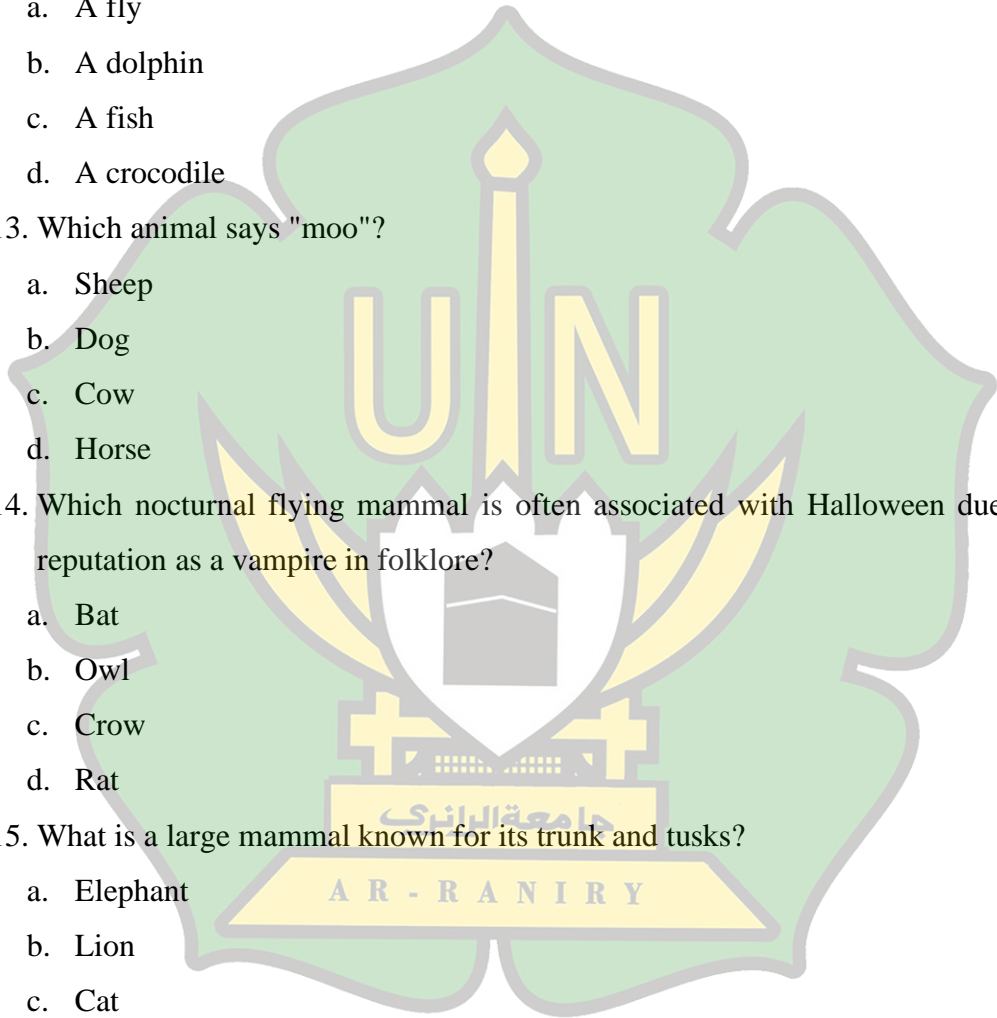 a. A fly
b. A dolphin
c. A fish
d. A crocodile
3. Which animal says "moo"?
a. Sheep
b. Dog
c. Cow
d. Horse
4. Which nocturnal flying mammal is often associated with Halloween due
reputation as a vampire in folklore?
a. Bat
b. Owl
c. Crow
d. Rat
جامعة الرانري
5. What is a large mammal known for its trunk and tusks?
a. Elephant
AR-RANIRY
b. Lion
c. Cat
UIN